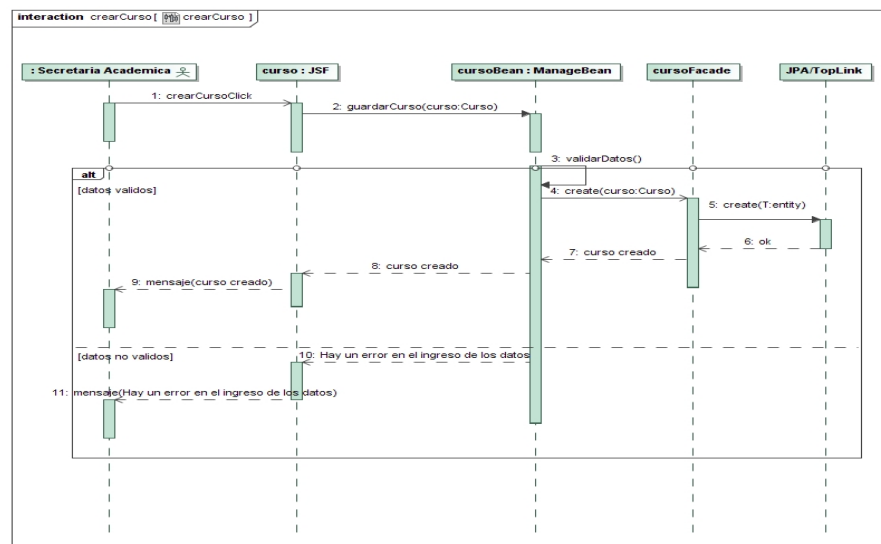 interaction crearCurso[ crearCurso ]
: Secretaria Academica
curso : JSF
cursoBean : ManageBean
cursoFacade
JPA/TopLink
1: crearCursoClick
2: guardarCurso(curso:Curso)
3: validarDatos()
alt
[datos validos]
4: create(curso:Curso)
5: create(T:entity)
6: ok
7: curso creado
8: curso creado
9: mensaje(curso creado)
[datos no validos]
10: Hay un error en el ingreso de los datos
11: mensaje(Hay un error en el ingreso de los datos)